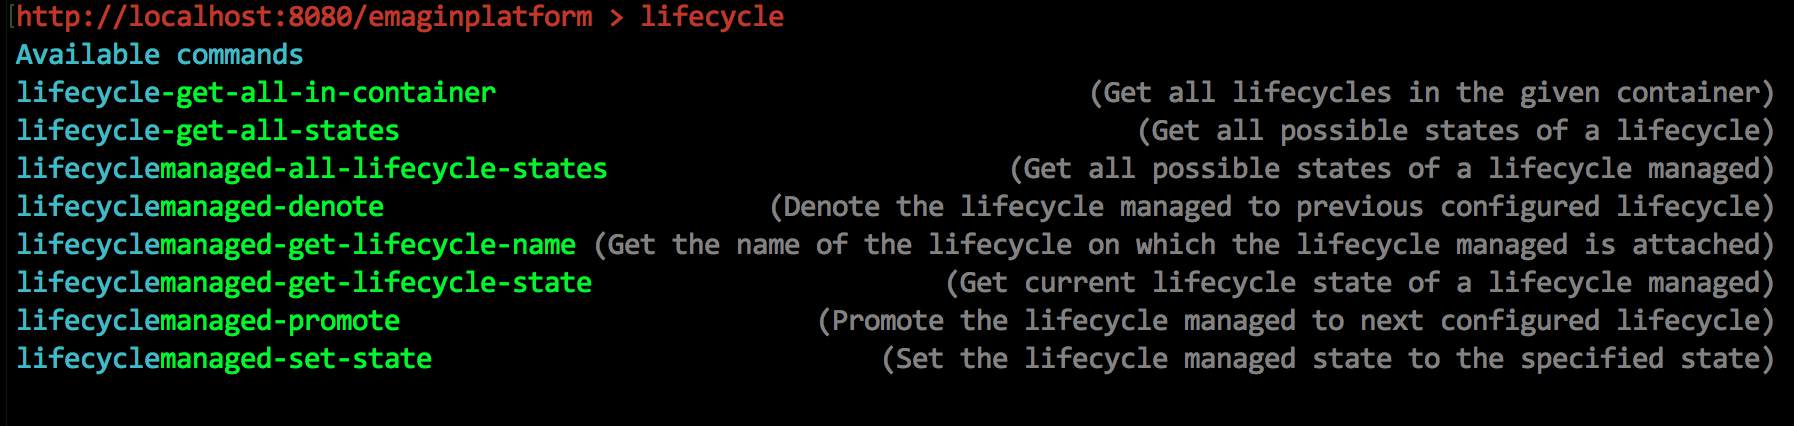 http://localhost:8080/emaginplatform > lifecycle
Available commands
lifecycle-get-all-in-container (Get all lifecycles in the given container)
lifecycle-get-all-states (Get all possible states of a lifecycle)
lifecyclemanaged-all-lifecycle-states (Get all possible states of a lifecycle managed)
lifecyclemanaged-denote (Denote the lifecycle managed to previous configured lifecycle)
lifecyclemanaged-get-lifecycle-name (Get the name of the lifecycle on which the lifecycle managed is attached)
lifecyclemanaged-get-lifecycle-state (Get current lifecycle state of a lifecycle managed)
lifecyclemanaged-promote (Promote the lifecycle managed to next configured lifecycle)
lifecyclemanaged-set-state (Set the lifecycle managed state to the specified state)